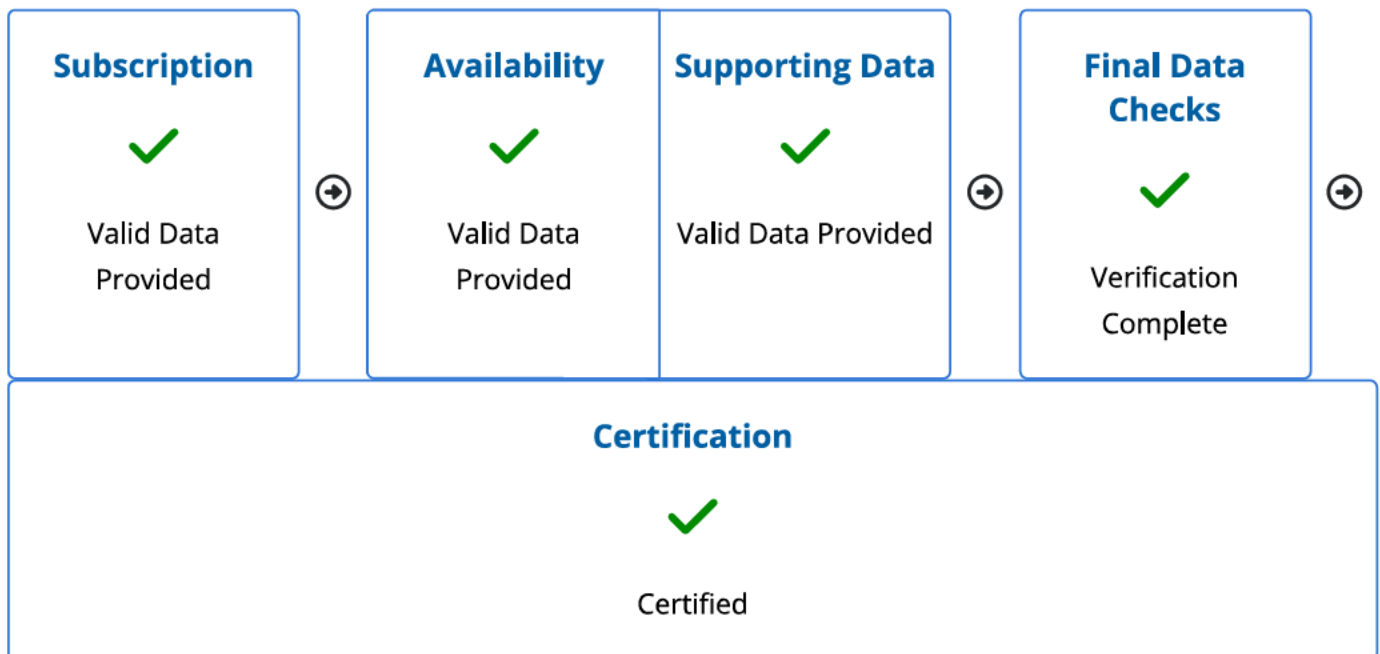 Subscription
Valid Data
Provided
Availability
Valid Data
Provided
Supporting Data
Valid Data Provided
Final Data
Checks
Verification
Complete
Certification
Certified